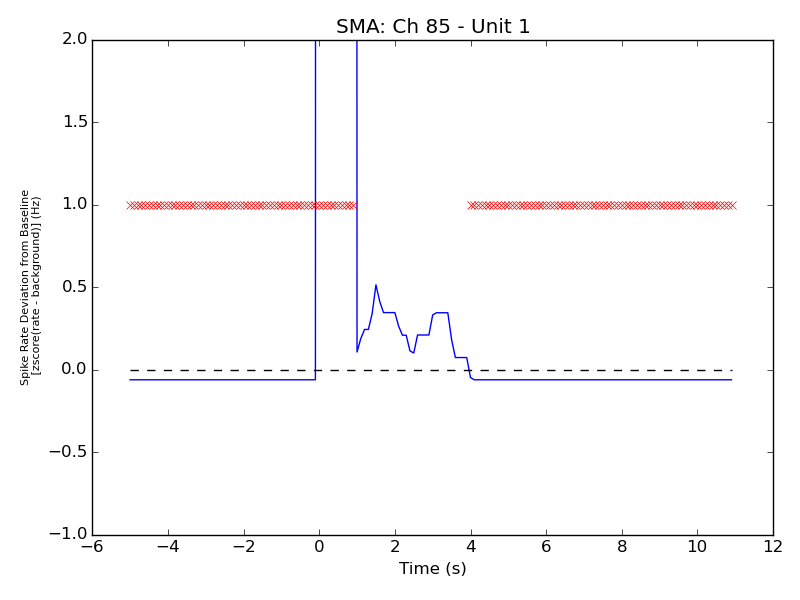 SMA: Ch 85 - Unit 1
2.0
1.5
1.0
0.5
0.0
−0.5
−1.0
Spike Rate Deviation from Baseline
[zscore(rate - background)] (Hz)
−6 −4 −2 0 2 4 6 8 10 12
Time (s)